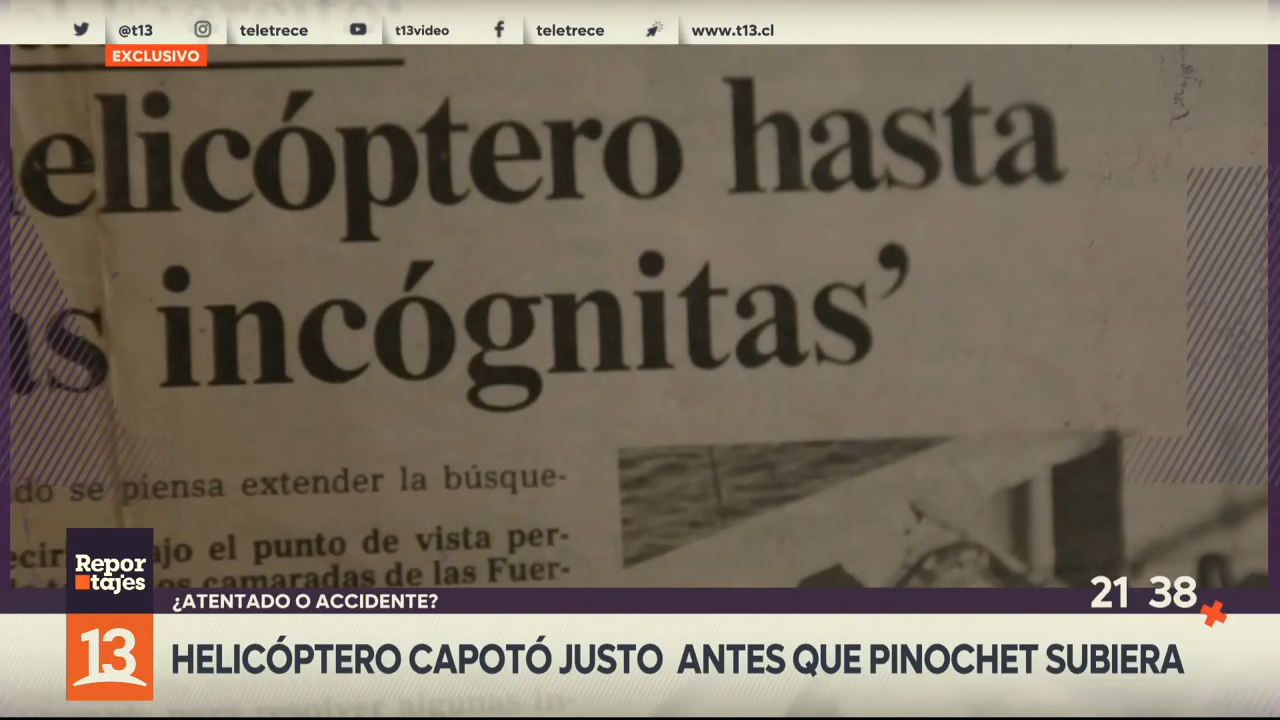 @t13 teletrece t13video teletrece www.t13.cl
EXCLUSIVO
elicóptero hasta
as incógnitas’
do se piensa extender la búsque-
ajo el punto de vista per-
camaradas de las Fuer-
Repor
tajes
¿ATENTADO O ACCIDENTE?
21 38
13
HELICÓPTERO CAPOTÓ JUSTO ANTES QUE PINOCHET SUBIERA